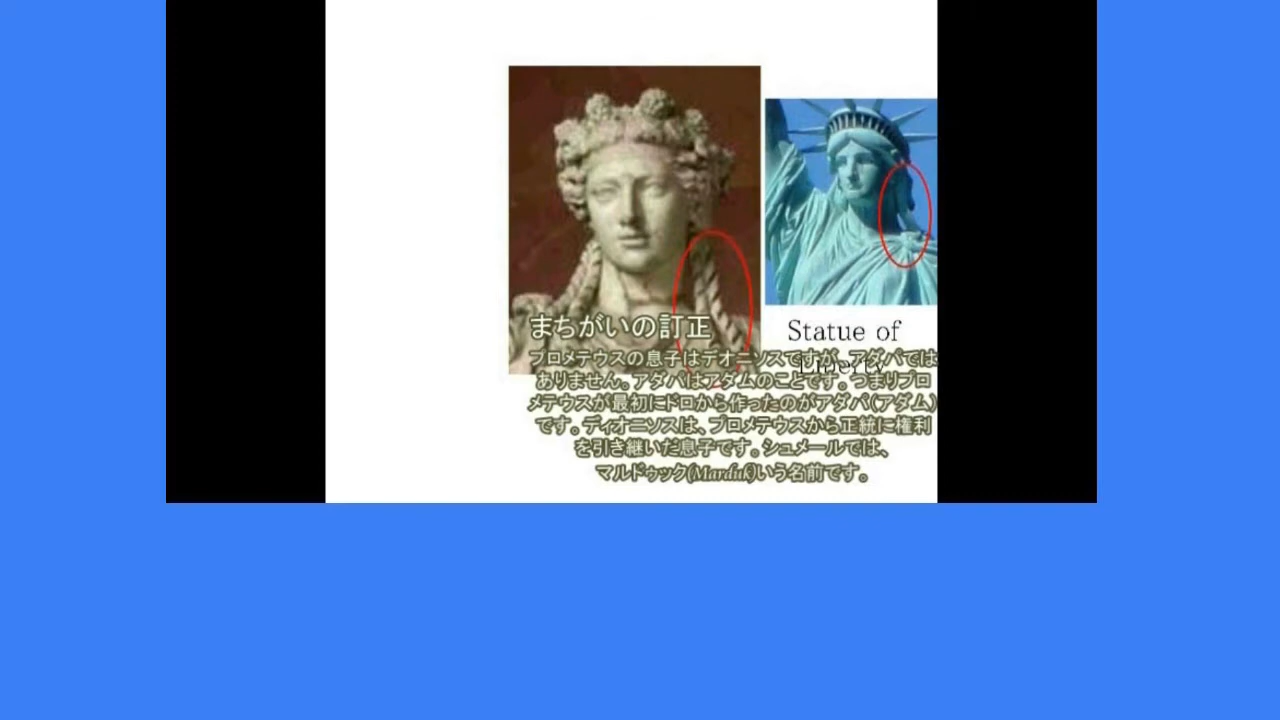 まちがいの訂正
Statue of
Liberty
プロメテウスの息子はデオニソスですが、アダパでは
ありません。アダパはアダムのことです。つまりプロ
メテウスが最初にドロから作ったのがアダパ(アダム)
です。ディオニソスは、プロメテウスから正統に権利
を引き継いだ息子です。シュメールでは、
マルドゥック(Marduk)いう名前です。